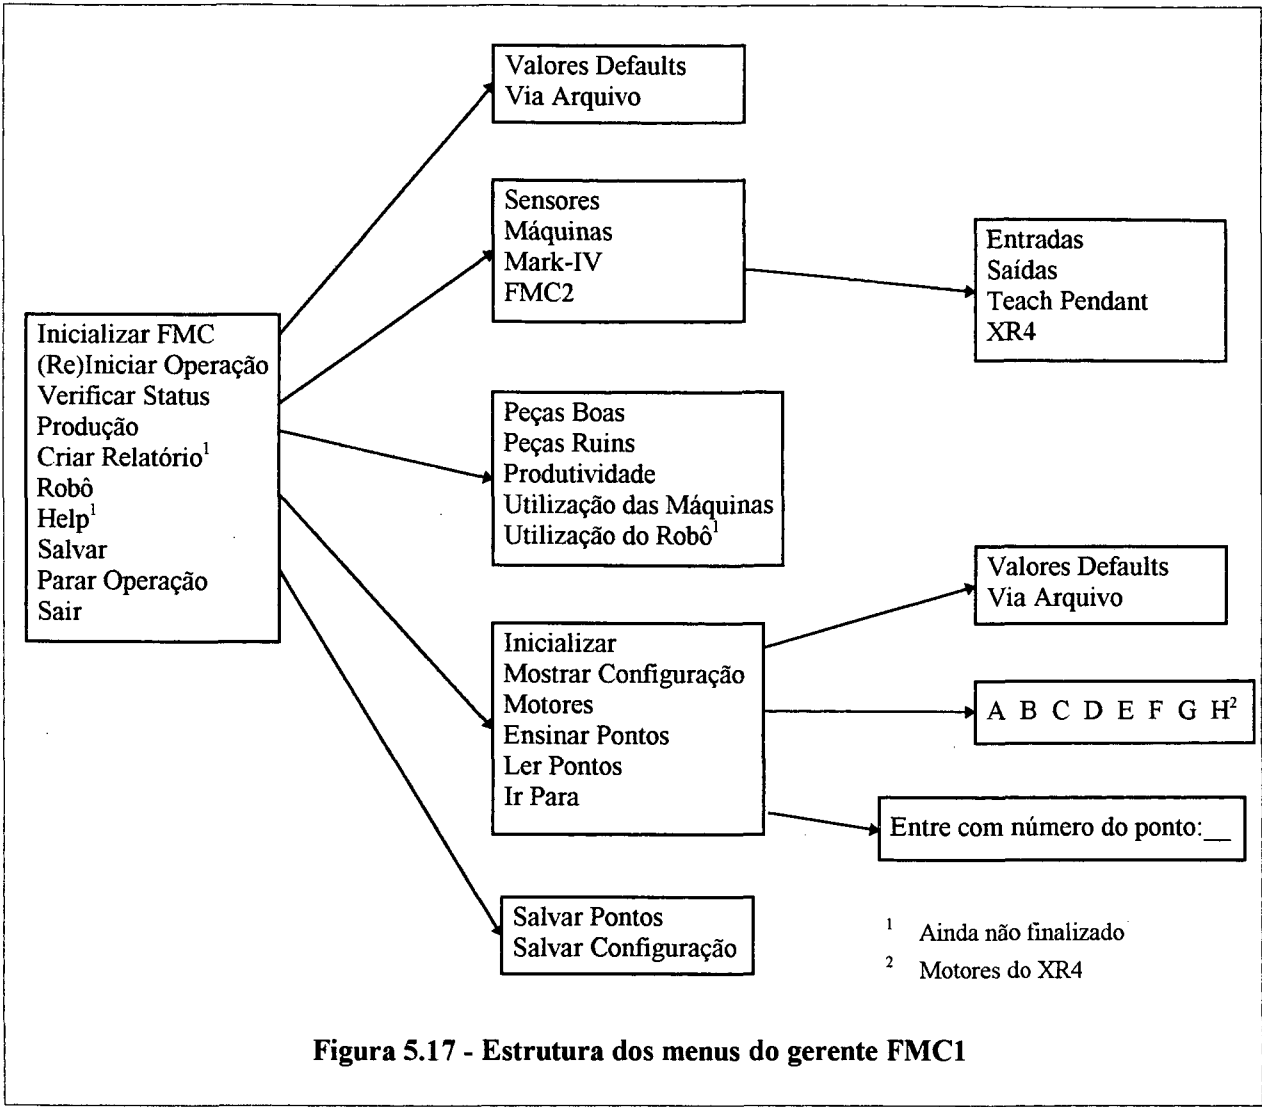 Valores Defaults
Via Arquivo
Sensores
Máquinas
Mark-IV
FMC2
Entradas
Saídas
Teach Pendant
XR4
Inicializar FMC
(Re)Iniciar Operação
Verificar Status
Produção
Criar Relatório¹
Robô
Help¹
Salvar
Parar Operação
Sair
Peças Boas
Peças Ruins
Produtividade
Utilização das Máquinas
Utilização do Robô¹
Inicializar
Mostrar Configuração
Motores
Ensinar Pontos
Ler Pontos
Ir Para
Valores Defaults
Via Arquivo
A B C D E F G H²
Entre com número do ponto:__
Salvar Pontos
Salvar Configuração
¹ Ainda não finalizado
² Motores do XR4
Figura 5.17 - Estrutura dos menus do gerente FMC1